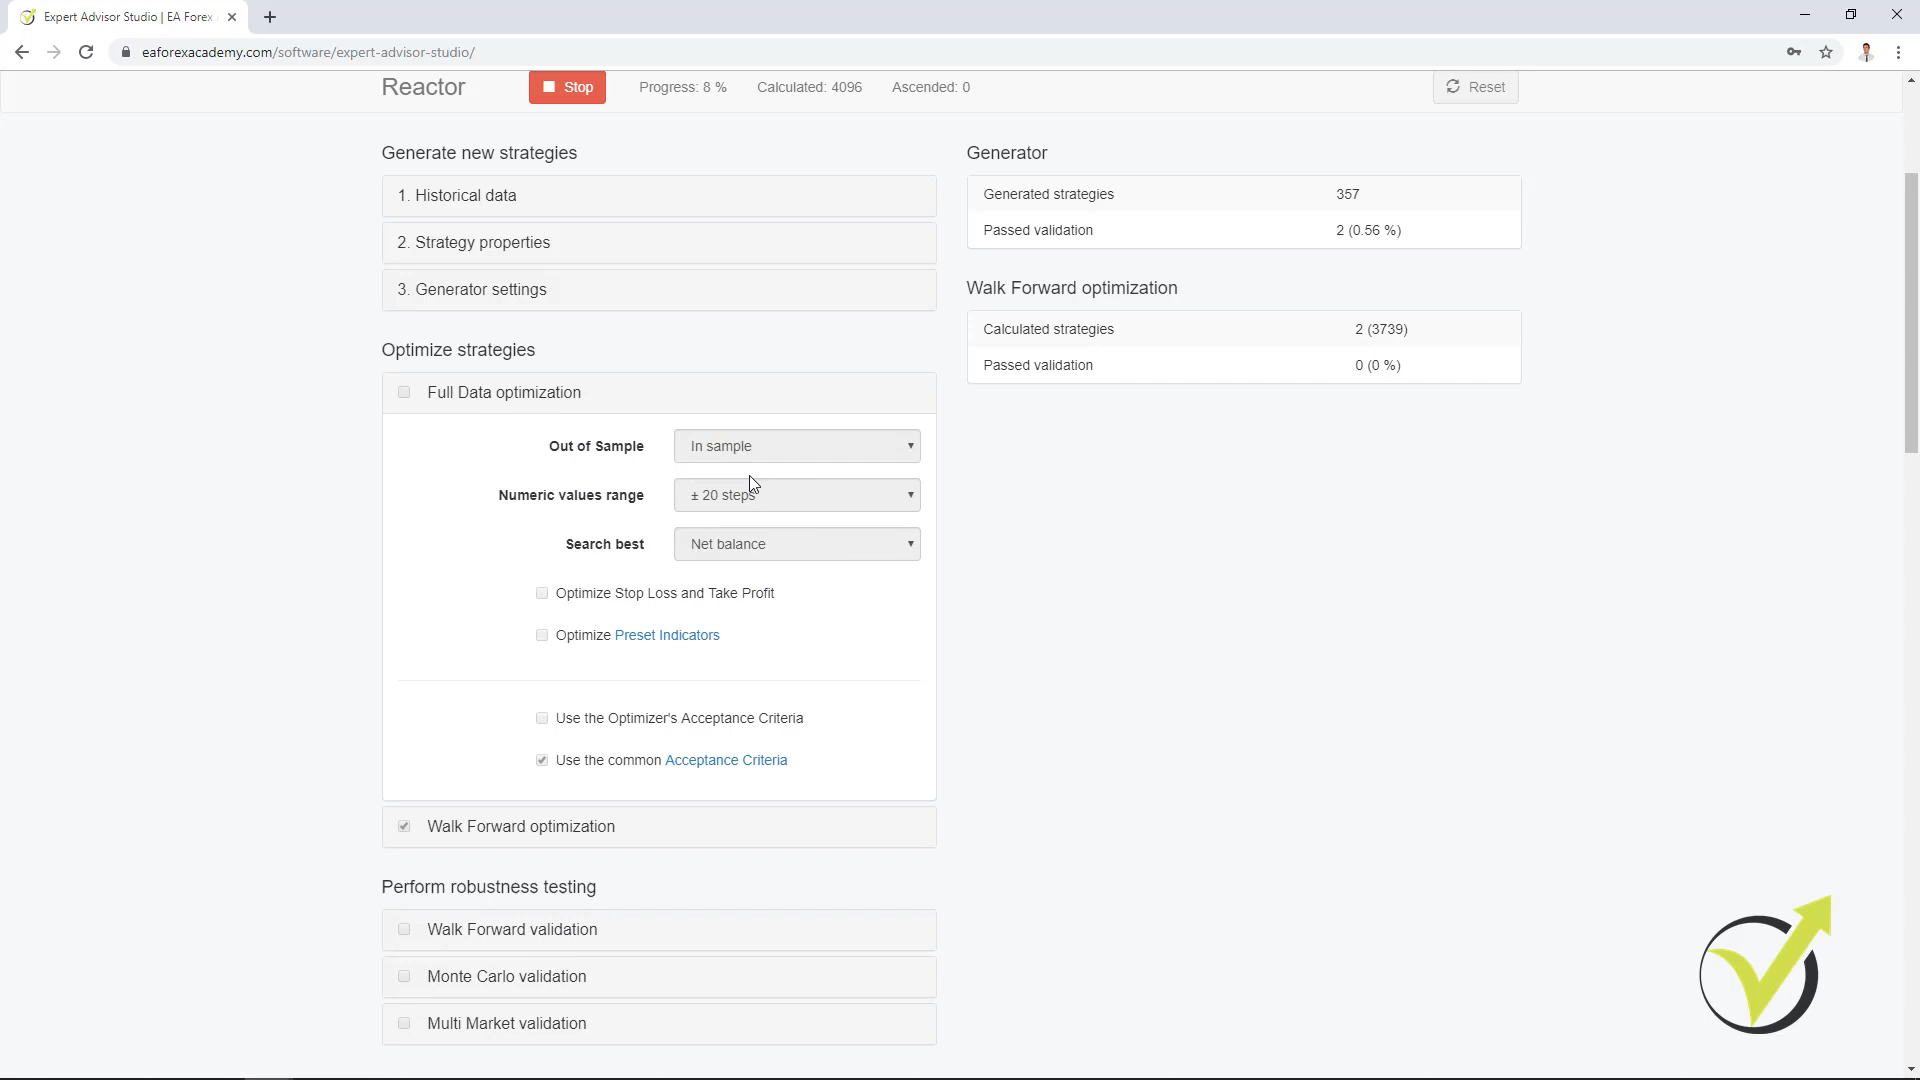 Expert Advisor Studio | EA Forex
eaforexacademy.com/software/expert-advisor-studio/
Reactor
Stop
Progress: 8 %
Calculated: 4096
Ascended: 0
Reset
Generate new strategies
1. Historical data
2. Strategy properties
3. Generator settings
Optimize strategies
Full Data optimization
Out of Sample
In sample
Numeric values range
± 20 steps
Search best
Net balance
Optimize Stop Loss and Take Profit
Optimize Preset Indicators
Use the Optimizer's Acceptance Criteria
Use the common Acceptance Criteria
Walk Forward optimization
Perform robustness testing
Walk Forward validation
Monte Carlo validation
Multi Market validation
Generator
Generated strategies 357
Passed validation 2 (0.56 %)
Walk Forward optimization
Calculated strategies 2 (3739)
Passed validation 0 (0 %)